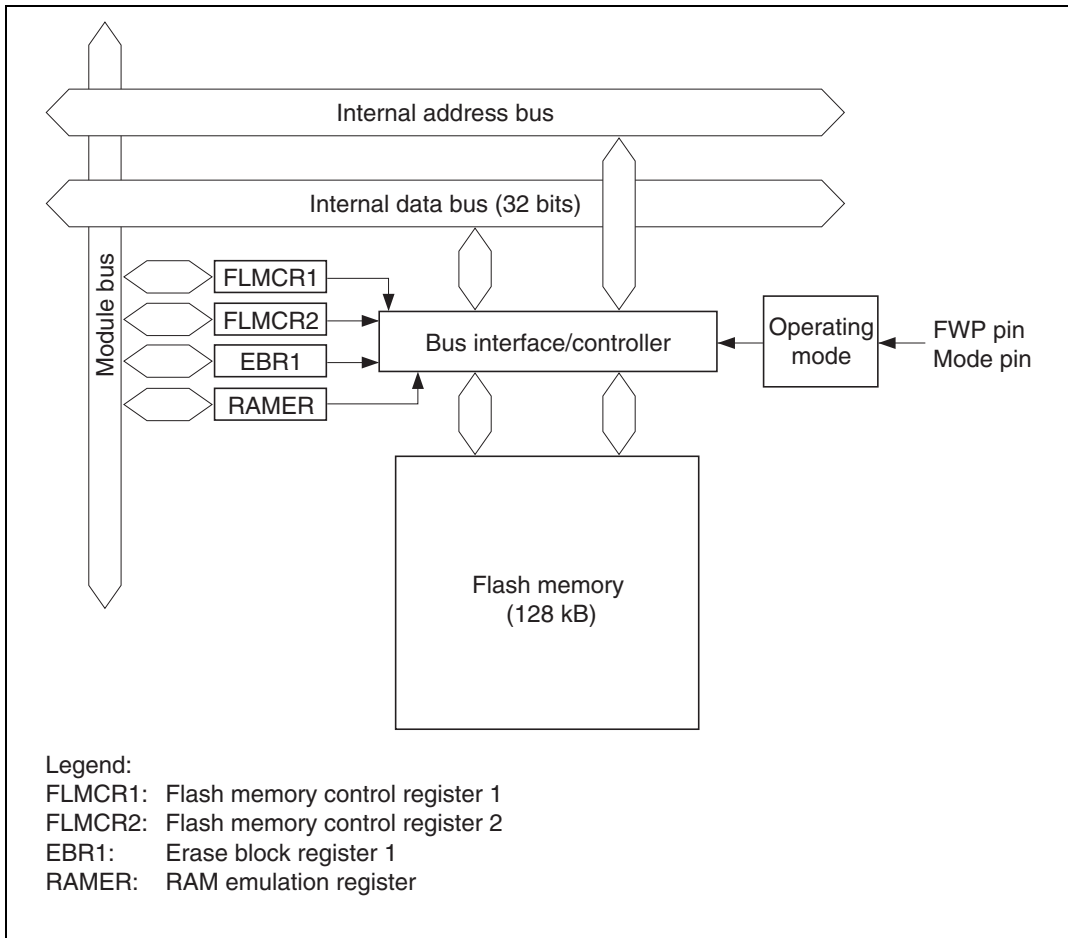 Internal address bus
Internal data bus (32 bits)
Module bus
FLMCR1
FLMCR2
EBR1
RAMER
Bus interface/controller
Operating
mode
FWP pin
Mode pin
Flash memory
(128 kB)
Legend:
FLMCR1: Flash memory control register 1
FLMCR2: Flash memory control register 2
EBR1: Erase block register 1
RAMER: RAM emulation register